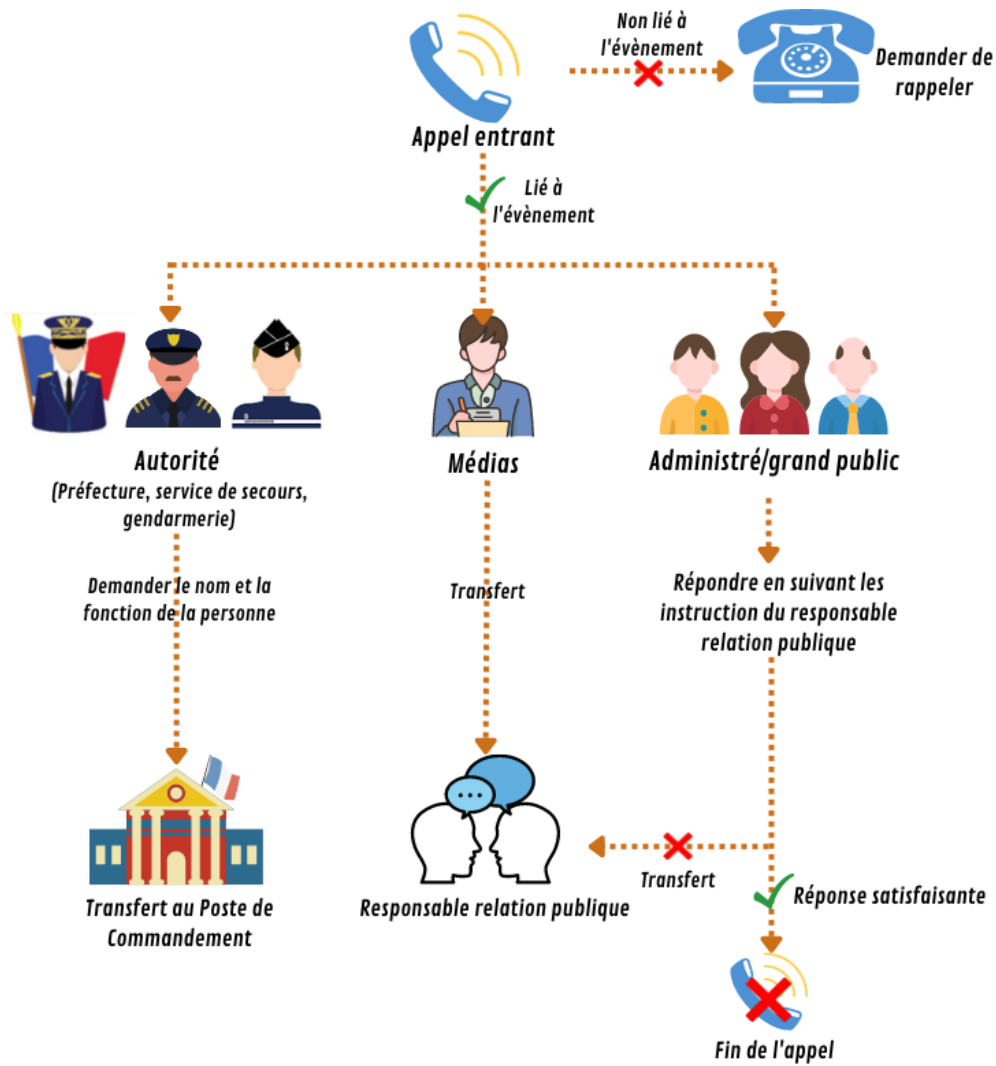 Non lié à
l'évènement
Demander de
rappeler
Appel entrant
Lié à
l'évènement
Autorité
(Préfecture, service de secours,
gendarmerie)
Médias
Administré/grand public
Demander le nom et la
fonction de la personne
Transfert
Répondre en suivant les
instruction du responsable
relation publique
Transfert
Réponse satisfaisante
Transfert au Poste de
Commandement
Responsable relation publique
Fin de l'appel